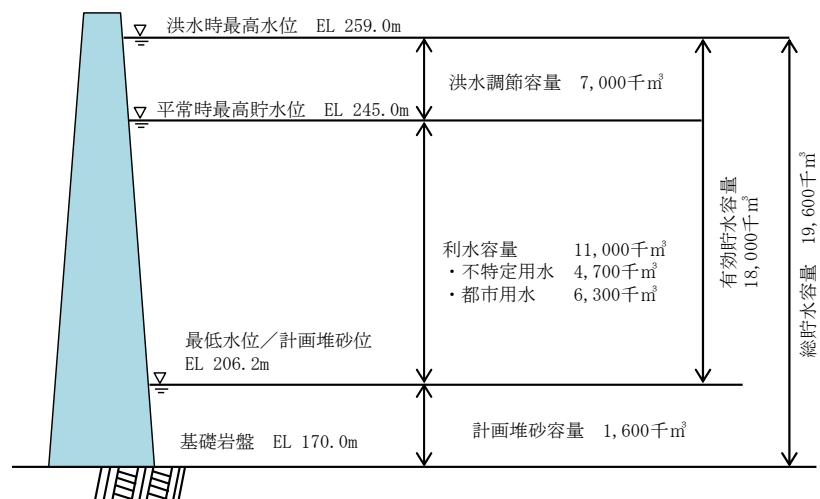 洪水時最高水位　EL 259.0m
洪水調節容量　7,000千㎥
平常時最高貯水位　EL 245.0m
利水容量　11,000千㎥
・不特定用水　4,700千㎥
・都市用水　6,300千㎥
有効貯水容量
18,000千㎥
総貯水容量　19,600千㎥
最低水位／計画堆砂位
EL 206.2m
計画堆砂容量　1,600千㎥
基礎岩盤　EL 170.0m